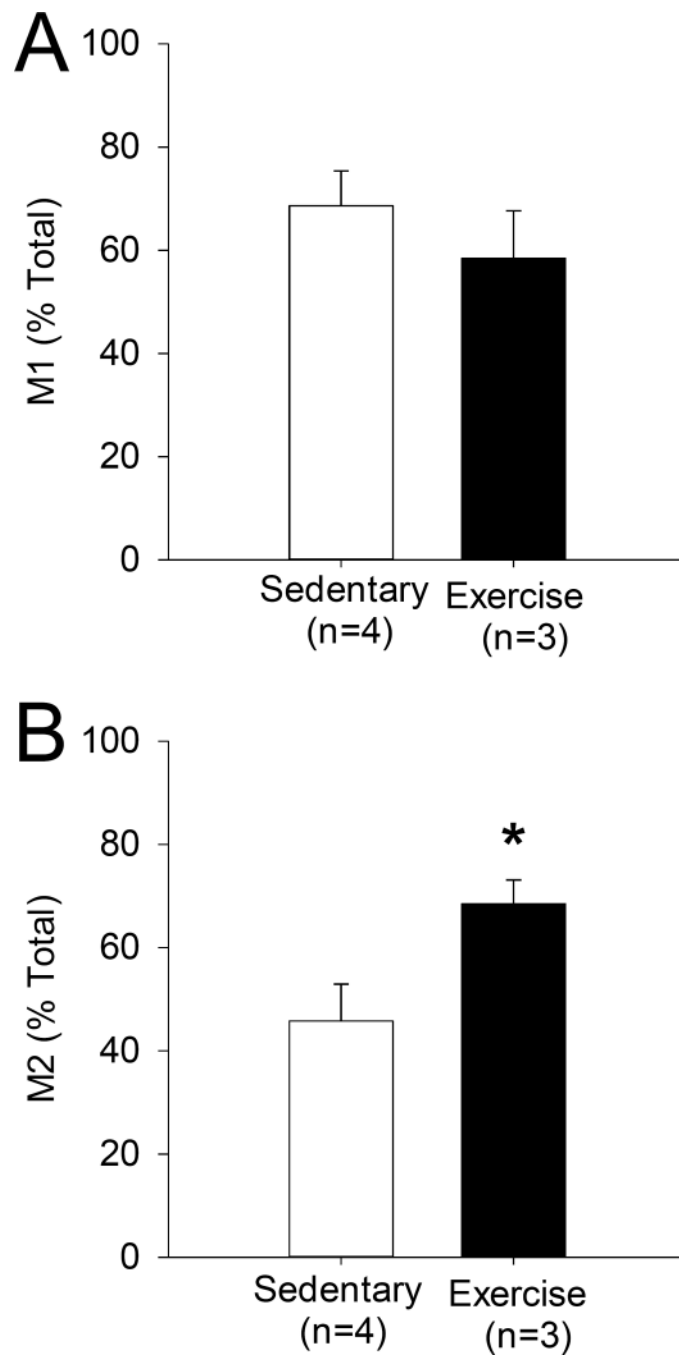 A
100
80
60
40
20
0
M1 (% Total)
Sedentary Exercise
(n=4) (n=3)
B
100
80
60
40
20
0
M2 (% Total)
*
Sedentary Exercise
(n=4) (n=3)